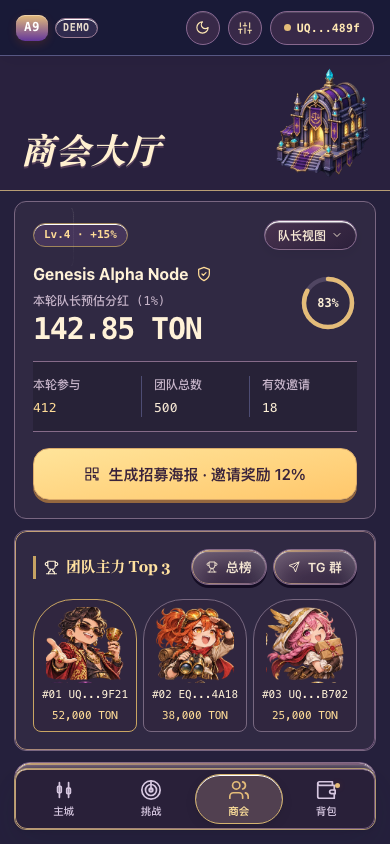 A9 DEMO UQ...489f
商会大厅
Lv.4 · +15% 队长视图
Genesis Alpha Node
本轮队长预估分红 (1%)
142.85 TON
83%
本轮参与 团队总数 有效邀请
412 500 18
生成招募海报 · 邀请奖励 12%
团队主力 Top 3 总榜 TG 群
#01 UQ...9F21 #02 EQ...4A18 #03 UQ...B702
52,000 TON 38,000 TON 25,000 TON
主城 挑战 商会 背包